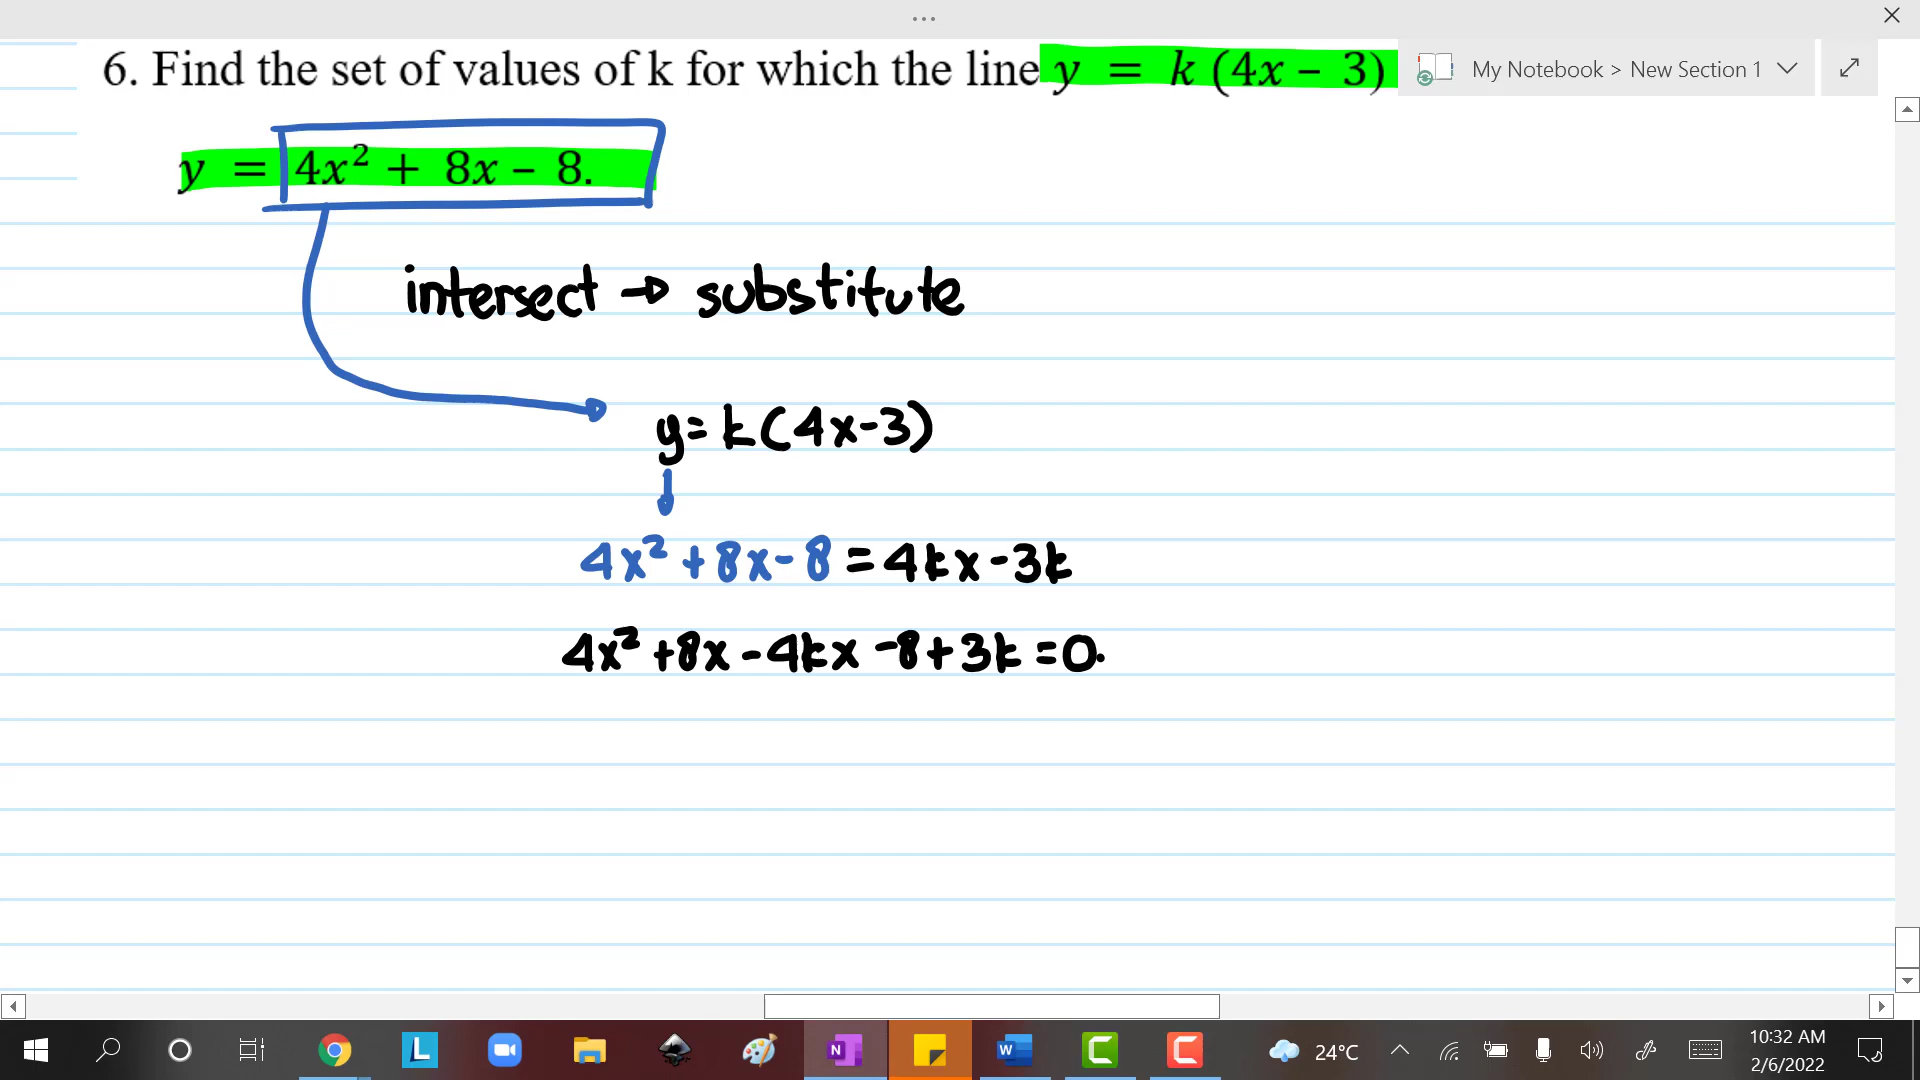 6. Find the set of values of k for which the line y = k (4x – 3)
My Notebook > New Section 1
y = 4x² + 8x – 8.
intersect → substitute
y = k(4x-3)
4x² + 8x - 8 = 4kx - 3k
4x² + 8x - 4kx - 8 + 3k = 0.
24°C
10:32 AM
2/6/2022